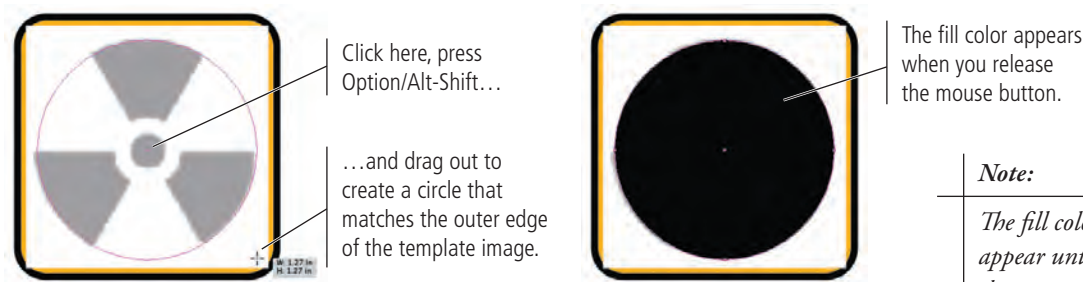 Click here, press
Option/Alt-Shift…
…and drag out to
create a circle that
matches the outer edge
of the template image.
W: 1.27 in
H: 1.27 in
The fill color appears
when you release
the mouse button.
Note:
The fill col
appear unt